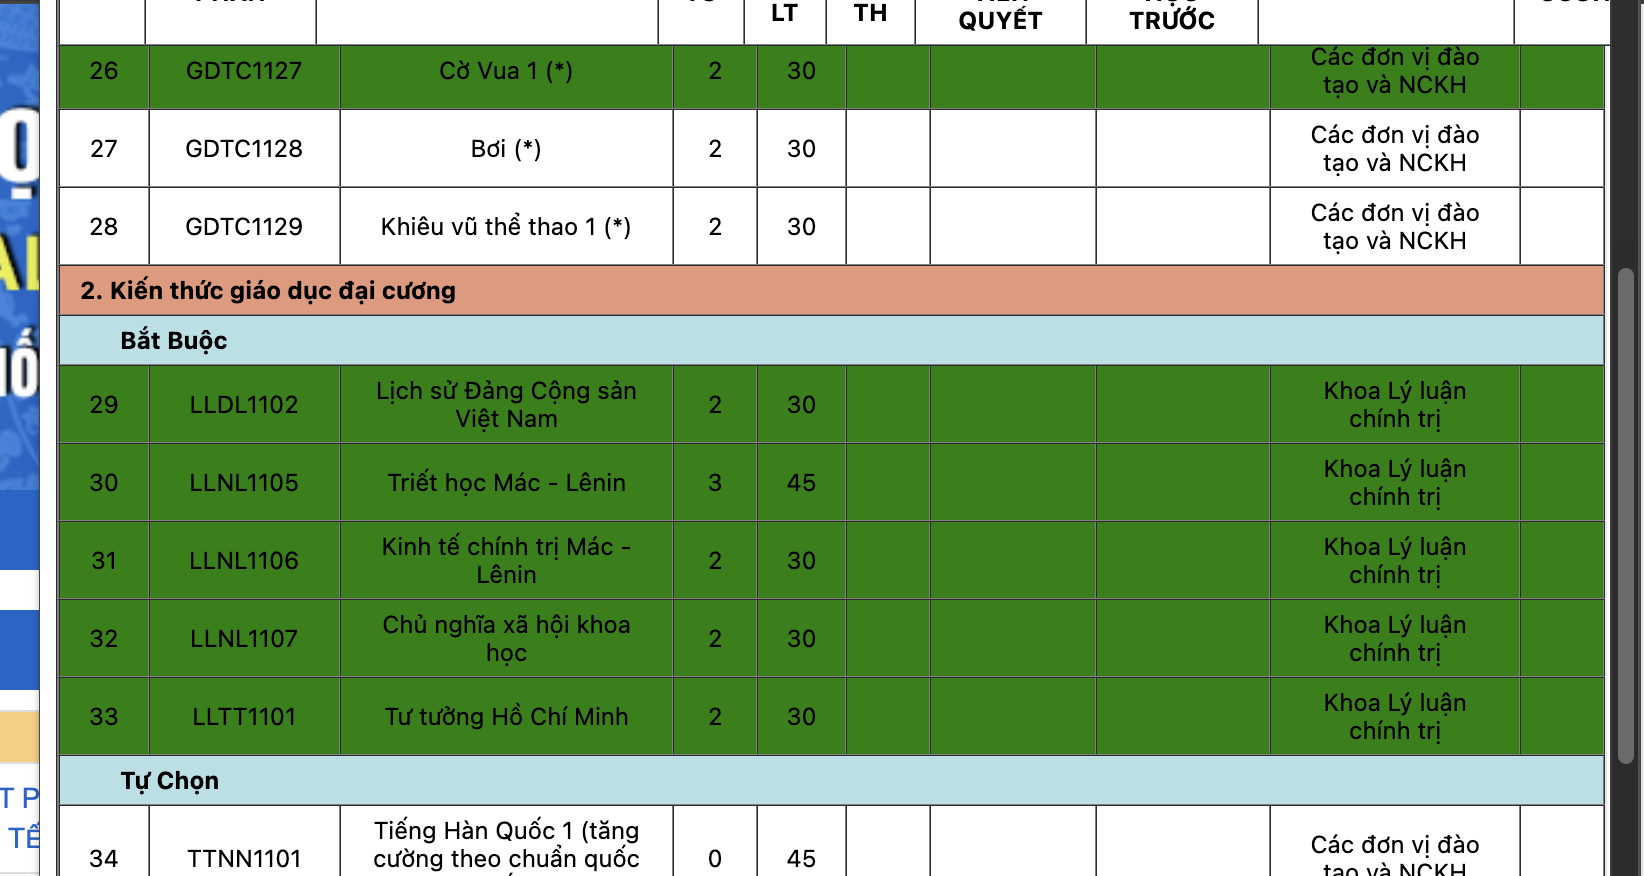 LT TH QUYẾT TRƯỚC
26 GDTC1127 Cờ Vua 1 (*) 2 30 Các đơn vị đào
tạo và NCKH
27 GDTC1128 Bơi (*) 2 30 Các đơn vị đào
tạo và NCKH
28 GDTC1129 Khiêu vũ thể thao 1 (*) 2 30 Các đơn vị đào
tạo và NCKH
2. Kiến thức giáo dục đại cương
Bắt Buộc
29 LLDL1102 Lịch sử Đảng Cộng sản
Việt Nam 2 30 Khoa Lý luận
chính trị
30 LLNL1105 Triết học Mác - Lênin 3 45 Khoa Lý luận
chính trị
31 LLNL1106 Kinh tế chính trị Mác -
Lênin 2 30 Khoa Lý luận
chính trị
32 LLNL1107 Chủ nghĩa xã hội khoa
học 2 30 Khoa Lý luận
chính trị
33 LLTT1101 Tư tưởng Hồ Chí Minh 2 30 Khoa Lý luận
chính trị
Tự Chọn
34 TTNN1101 Tiếng Hàn Quốc 1 (tăng
cường theo chuẩn quốc 0 45 Các đơn vị đào
tạo và NCKH
T P
TẾ